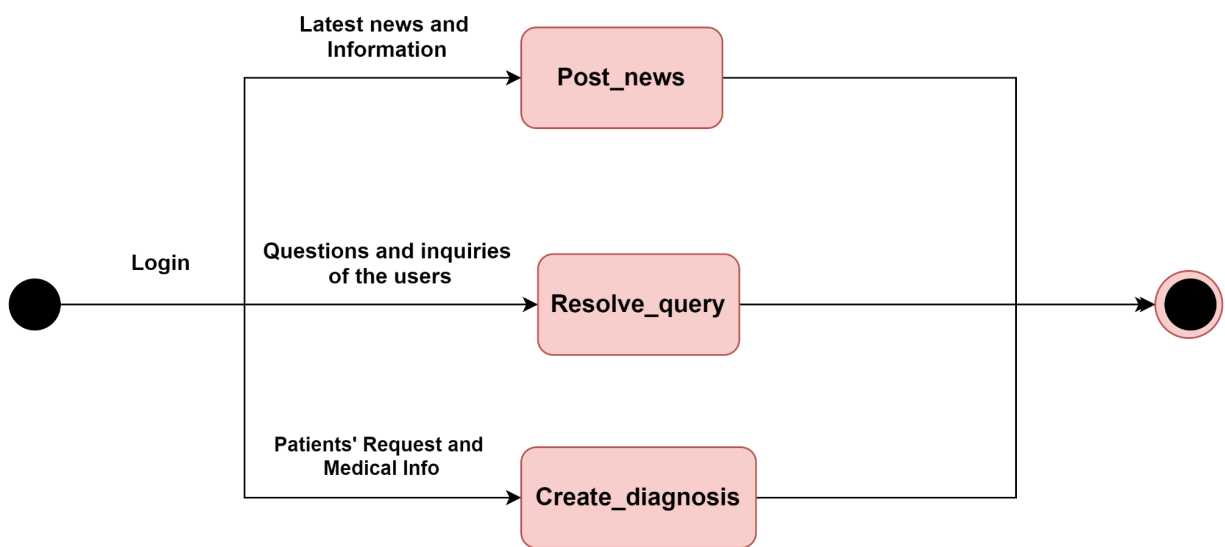 Latest news and
Information
Post_news
Login
Questions and inquiries
of the users
Resolve_query
Patients' Request and
Medical Info
Create_diagnosis